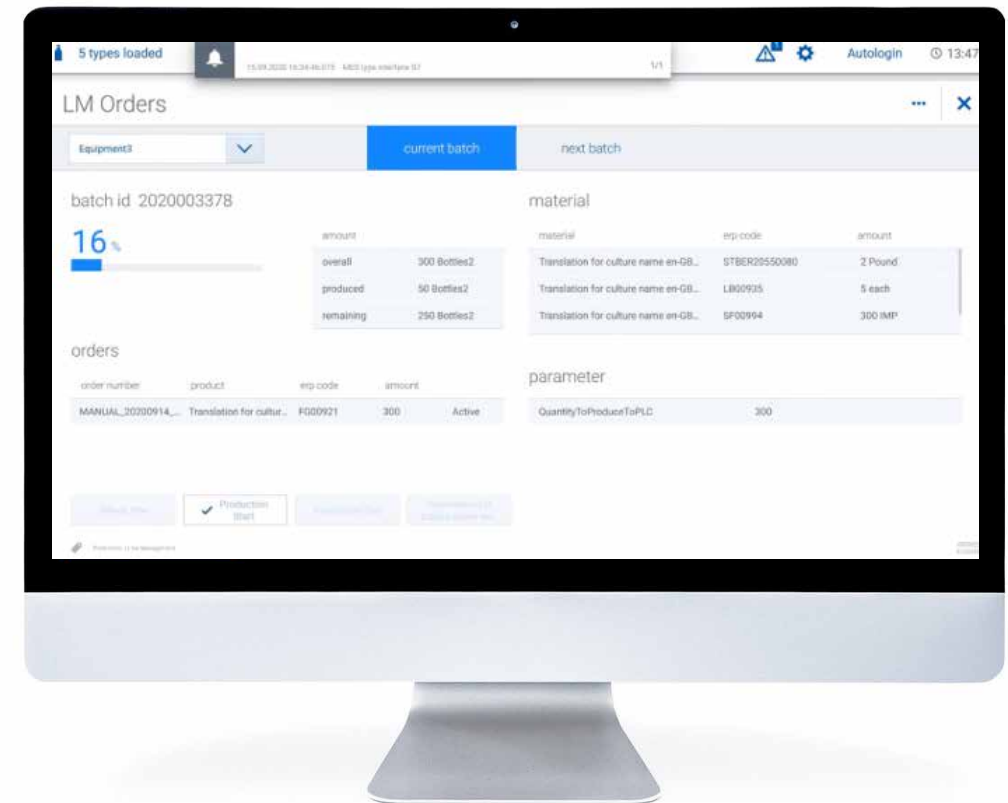 5 types loaded
1/1
Autologin
13:47
LM Orders
Equipment3
current batch
next batch
batch id 2020003378
16 %
amount
overall 300 Bottles2
produced 50 Bottles2
remaining 250 Bottles2
material
material erp code amount
Translation for culture name en-GB... STBER20550080 2 Pound
Translation for culture name en-GB... LB00935 5 each
Translation for culture name en-GB... SF00994 300 IMP
orders
order number product erp code amount
MANUAL_20200914_... Translation for cultur... FG00921 300 Active
parameter
QuantityToProduceToPLC 300
Production
start